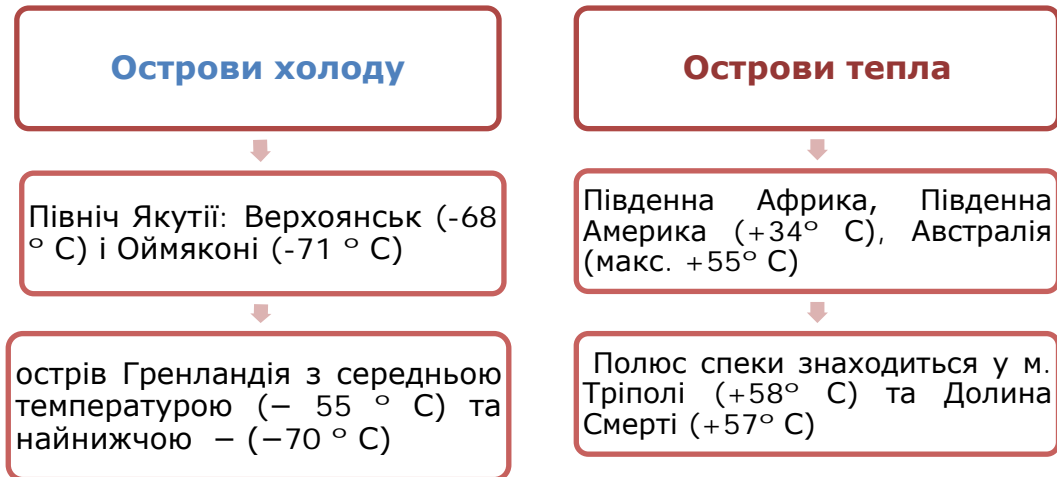 Острови холоду
Північ Якутії: Верхоянськ (-68
° С) і Оймяконі (-71 ° С)
острів Гренландія з середньою
температурою (− 55 ° С) та
найнижчою – (−70 ° С)
Острови тепла
Південна Африка, Південна
Америка (+34° С), Австралія
(макс. +55° С)
Полюс спеки знаходиться у м.
Тріполі (+58° С) та Долина
Смерті (+57° С)